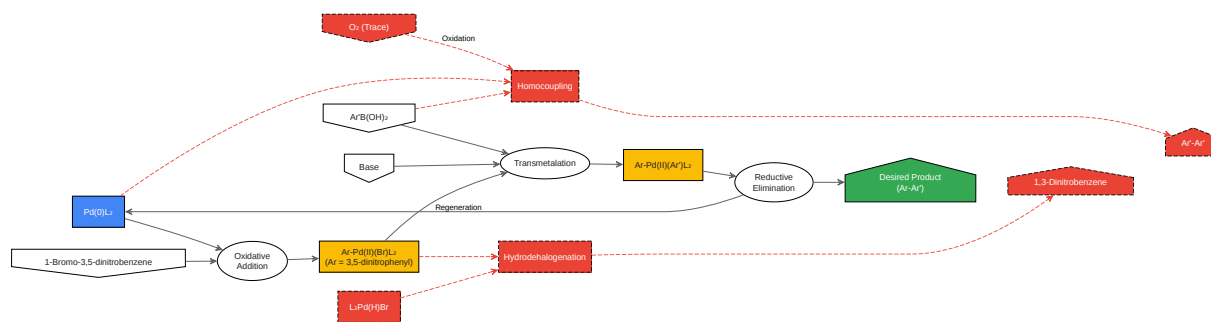 O₂ (Trace)
Oxidation
Homocoupling
Ar'B(OH)₂
Ar'-Ar'
Base
Transmetalation
Ar-Pd(II)(Ar')L₂
Reductive
Elimination
Desired Product
(Ar-Ar')
1,3-Dinitrobenzene
Pd(0)L₂
Regeneration
1-Bromo-3,5-dinitrobenzene
Oxidative
Addition
Ar-Pd(II)(Br)L₂
(Ar = 3,5-dinitrophenyl)
Hydrodehalogenation
L₂Pd(H)Br